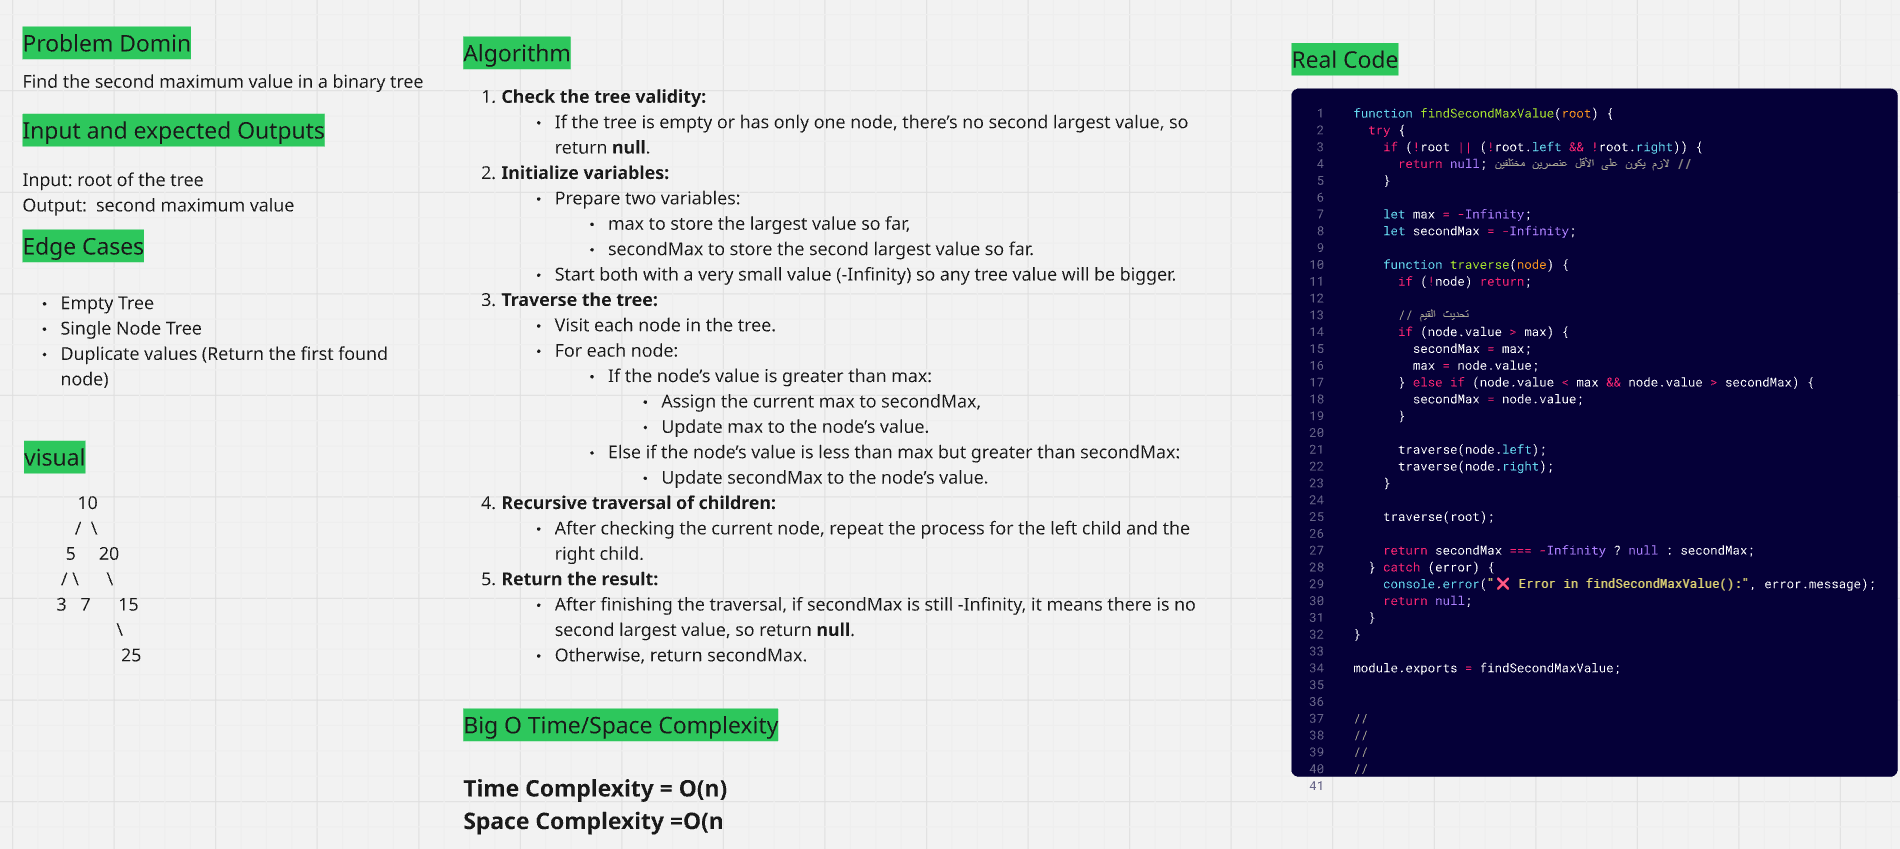 Problem Domin
Find the second maximum value in a binary tree
Input and expected Outputs
Input: root of the tree
Output:  second maximum value
Edge Cases
• Empty Tree
• Single Node Tree
• Duplicate values (Return the first found
node)
visual
10
/ \
5 20
/ \ \
3 7 15
\
25
Algorithm
1. Check the tree validity:
• If the tree is empty or has only one node, there’s no second largest value, so
return null.
2. Initialize variables:
• Prepare two variables:
• max to store the largest value so far,
• secondMax to store the second largest value so far.
• Start both with a very small value (-Infinity) so any tree value will be bigger.
3. Traverse the tree:
• Visit each node in the tree.
• For each node:
• If the node’s value is greater than max:
• Assign the current max to secondMax,
• Update max to the node’s value.
• Else if the node’s value is less than max but greater than secondMax:
• Update secondMax to the node’s value.
4. Recursive traversal of children:
• After checking the current node, repeat the process for the left child and the
right child.
5. Return the result:
• After finishing the traversal, if secondMax is still -Infinity, it means there is no
second largest value, so return null.
• Otherwise, return secondMax.
Big O Time/Space Complexity
Time Complexity = O(n)
Space Complexity =O(n
Real Code
1 function findSecondMaxValue(root) {
2 try {
3 if (!root || (!root.left && !root.right)) {
4 return null; // لازم يكون على الأقل عنصرين مختلفين
5 }
6
7 let max = -Infinity;
8 let secondMax = -Infinity;
9
10 function traverse(node) {
11 if (!node) return;
12
13 // تحديث القيم
14 if (node.value > max) {
15 secondMax = max;
16 max = node.value;
17 } else if (node.value < max && node.value > secondMax) {
18 secondMax = node.value;
19 }
20
21 traverse(node.left);
22 traverse(node.right);
23 }
24
25 traverse(root);
26
27 return secondMax === -Infinity ? null : secondMax;
28 } catch (error) {
29 console.error("❌ Error in findSecondMaxValue():", error.message);
30 return null;
31 }
32 }
33
34 module.exports = findSecondMaxValue;
35
36
37 //
38 //
39 //
40 //
41